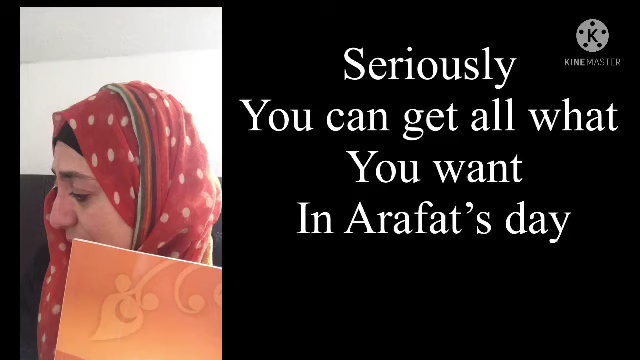 Seriously
You can get all what
You want
In Arafat's day
K
KINEMASTER